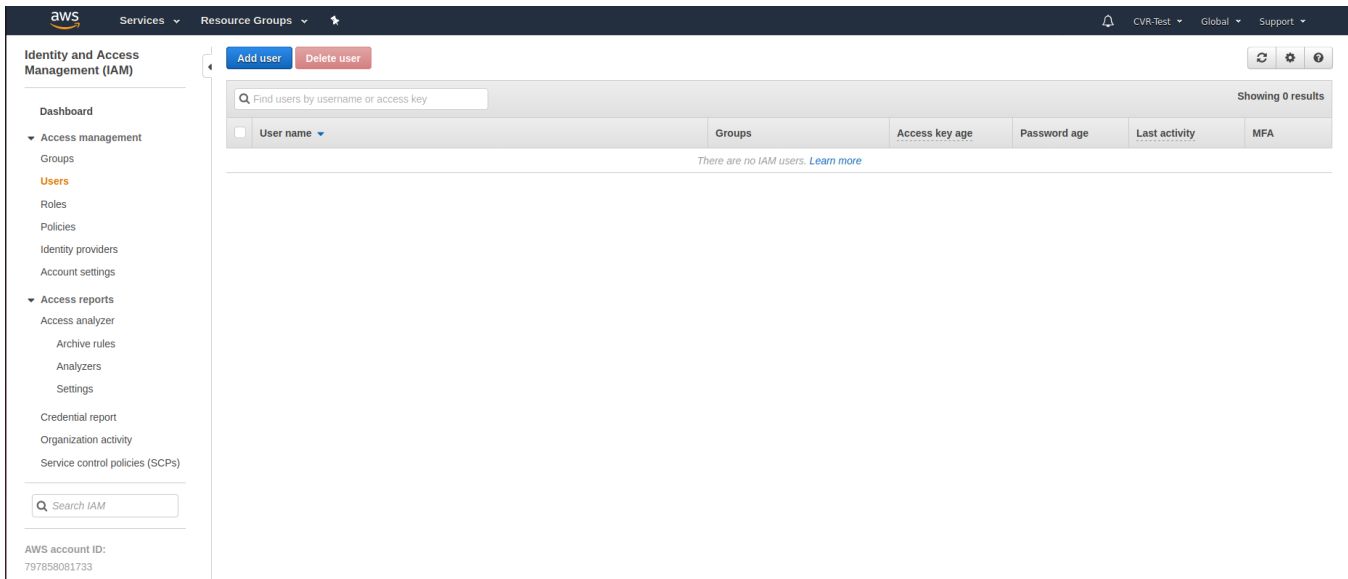 aws Services Resource Groups CVR-Test Global Support
Identity and Access
Management (IAM)
Dashboard
Access management
Groups
Users
Roles
Policies
Identity providers
Account settings
Access reports
Access analyzer
Archive rules
Analyzers
Settings
Credential report
Organization activity
Service control policies (SCPs)
Search IAM
AWS account ID:
797858081733
Add user Delete user
Find users by username or access key Showing 0 results
User name Groups Access key age Password age Last activity MFA
There are no IAM users. Learn more